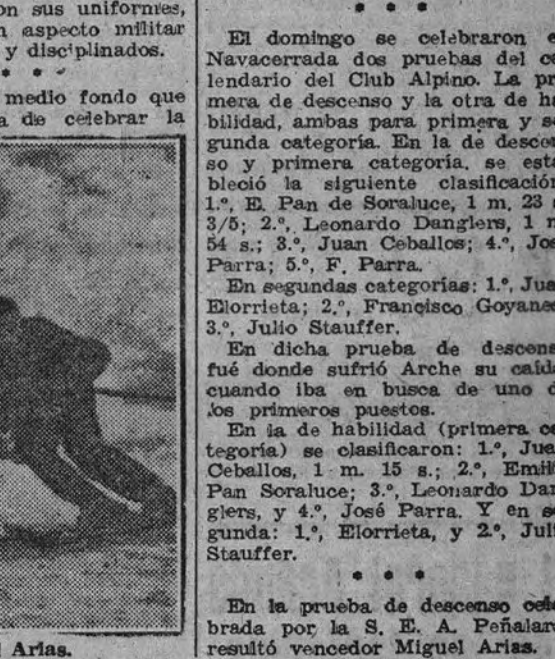 on sus uniformes,
aspecto militar
y disciplinados.
* * *
medio fondo que
de celebrar la
l Arias.
* * *
El domingo se celebraron e
Navacerrada dos pruebas del ca
lendario del Club Alpino. La pri
mera de descenso y la otra de ha
bilidad, ambas para primera y se
gunda categoría. En la de descen
so y primera categoría, se esta
bleció la siguiente clasificación
1.º, E. Pan de Soraluce, 1 m. 23 s
3/5; 2.º, Leonardo Danglers, 1 m
54 s.; 3.º, Juan Ceballos; 4.º, Jos
Parra; 5.º, F. Parra.
En segundas categorías: 1.º, Jua
Elorrieta; 2.º, Francisco Goyanes
3.º, Julio Stauffer.
En dicha prueba de descens
fué donde sufrió Arche su caída
cuando iba en busca de uno d
los primeros puestos.
En la de habilidad (primera ca
tegoría) se clasificaron: 1.º, Jua
Ceballos, 1 m. 15 s.; 2.º, Emili
Pan Soraluce; 3.º, Leonardo Dan
glers, y 4.º, José Parra. Y en se
gunda: 1.º, Elorrieta, y 2.º, Juli
Stauffer.
* * *
En la prueba de descenso cele
brada por la S. E. A. Peñalara
resultó vencedor Miguel Arias.